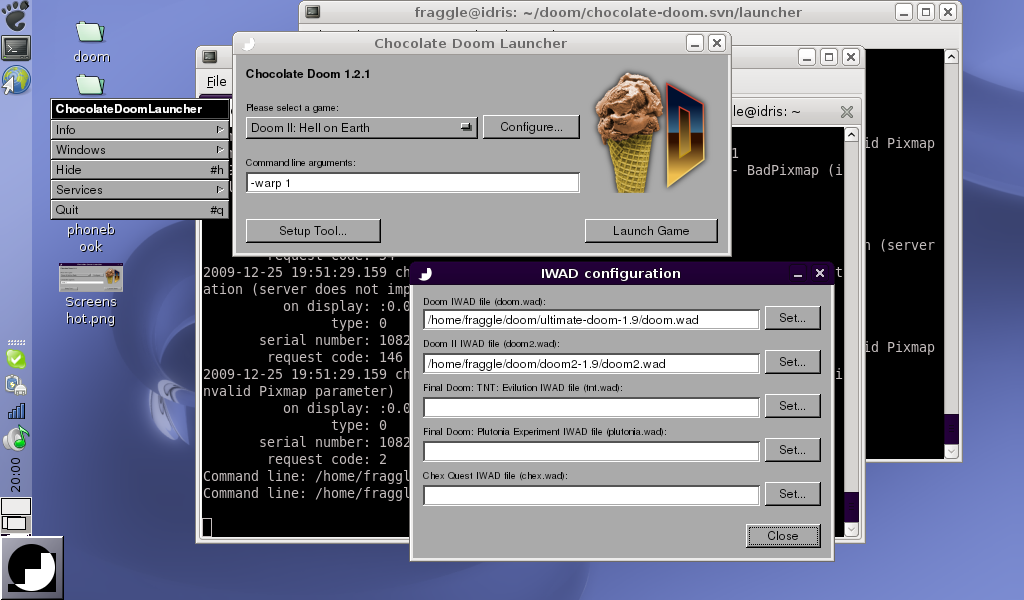 fraggle@idris: ~/doom/chocolate-doom.svn/launcher
doom
ChocolateDoomLauncher
Info
Windows
Hide #h
Services
Quit #q
phoneb
ook
Screens
hot.png
20:00
File
le@idris: ~
Chocolate Doom Launcher
Chocolate Doom 1.2.1
Please select a game:
Doom II: Hell on Earth
Configure...
Command line arguments:
-warp 1
Setup Tool...
Launch Game
id Pixmap
1
- BadPixmap (i
n (server
id Pixmap
2009-12-25 19:51:29.159 ch
ation (server does not imp
on display: :0.0
type: 0
serial number: 1082
request code: 146
2009-12-25 19:51:29.159 ch
nvalid Pixmap parameter)
on display: :0.0
type: 0
serial number: 1082
request code: 2
Command line: /home/fraggl
Command line: /home/fraggl
IWAD configuration
Doom IWAD file (doom.wad):
/home/fraggle/doom/ultimate-doom-1.9/doom.wad
Set...
Doom II IWAD file (doom2.wad):
/home/fraggle/doom/doom2-1.9/doom2.wad
Set...
Final Doom: TNT: Evilution IWAD file (tnt.wad):
Set...
Final Doom: Plutonia Experiment IWAD file (plutonia.wad):
Set...
Chex Quest IWAD file (chex.wad):
Set...
Close